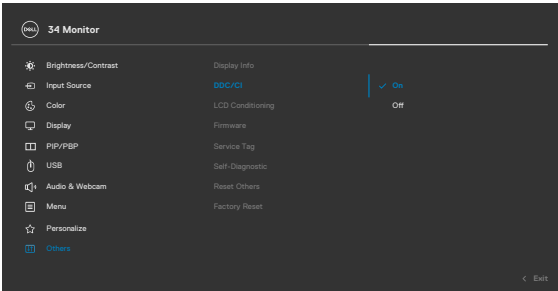 DELL 34 Monitor
Brightness/Contrast Display Info
Input Source DDC/CI On
Color LCD Conditioning Off
Display Firmware
PIP/PBP Service Tag
USB Self-Diagnostic
Audio & Webcam Reset Others
Menu Factory Reset
Personalize
Others
Exit